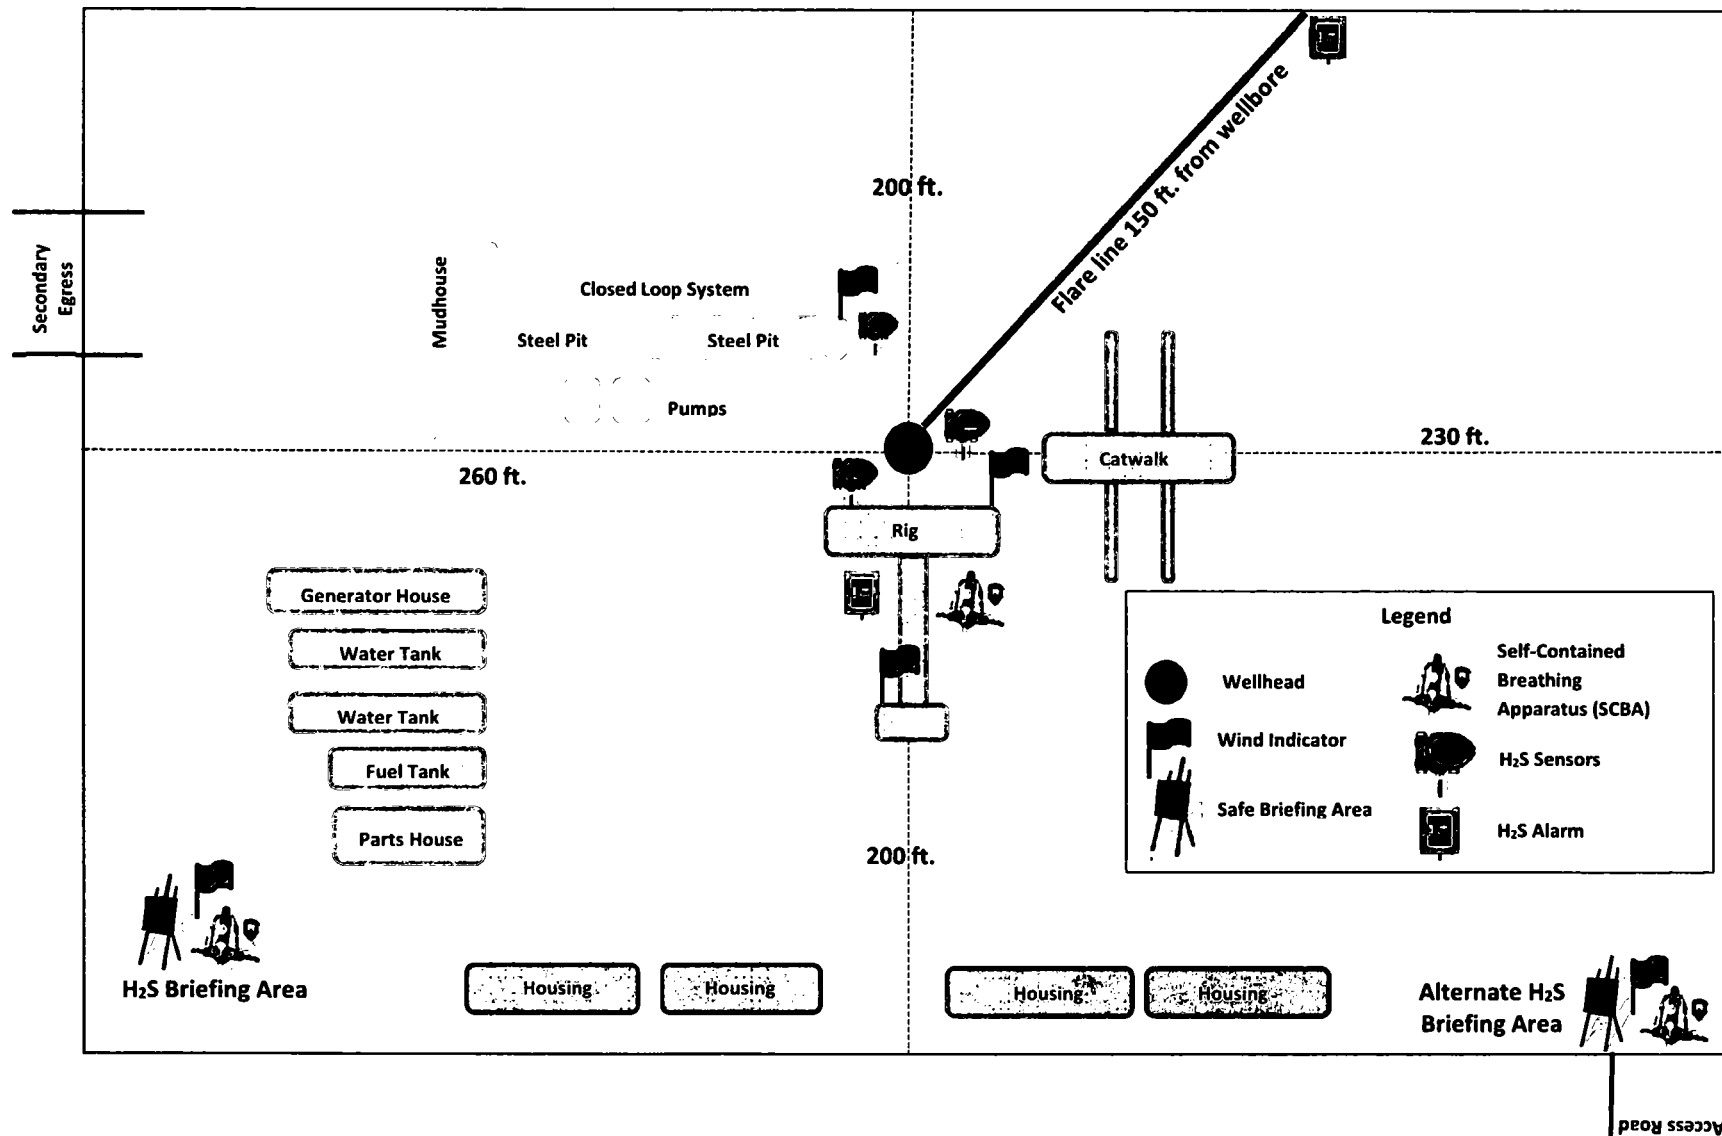 200 ft.
Flare line 150 ft. from wellbore
Secondary
Egress
Mudhouse
Closed Loop System
Steel Pit
Steel Pit
Pumps
260 ft.
230 ft.
Catwalk
Rig
Generator House
Water Tank
Water Tank
Fuel Tank
Parts House
200 ft.
Legend
Wellhead
Wind Indicator
Safe Briefing Area
Self-Contained
Breathing
Apparatus (SCBA)
H₂S Sensors
H₂S Alarm
H₂S Briefing Area
Housing
Housing
Housing
Housing
Alternate H₂S
Briefing Area
Access Road